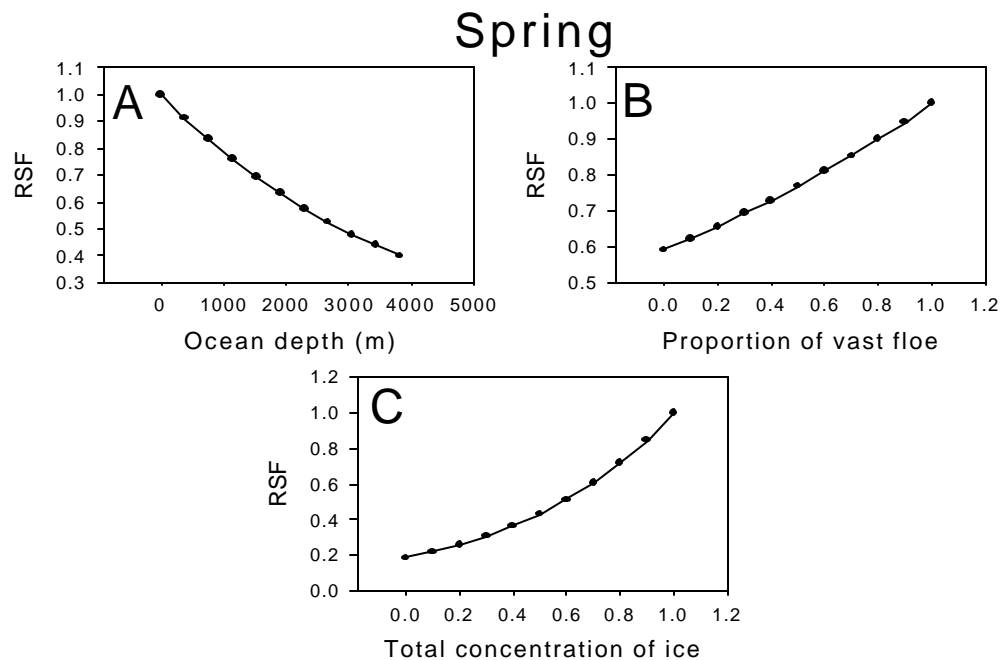 Spring
A
RSF
1.1
1.0
0.9
0.8
0.7
0.6
0.5
0.4
0.3
0 1000 2000 3000 4000 5000
Ocean depth (m)
B
RSF
1.1
1.0
0.9
0.8
0.7
0.6
0.5
0.0 0.2 0.4 0.6 0.8 1.0 1.2
Proportion of vast floe
C
RSF
1.2
1.0
0.8
0.6
0.4
0.2
0.0
0.0 0.2 0.4 0.6 0.8 1.0 1.2
Total concentration of ice